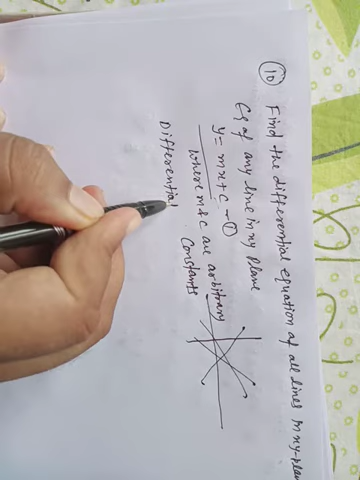 10 Find the differential equation of all lines in xy-plane
Eq of any line in xy plane
y = mx + c - ①
where m & c are arbitrary
Constants
Differential